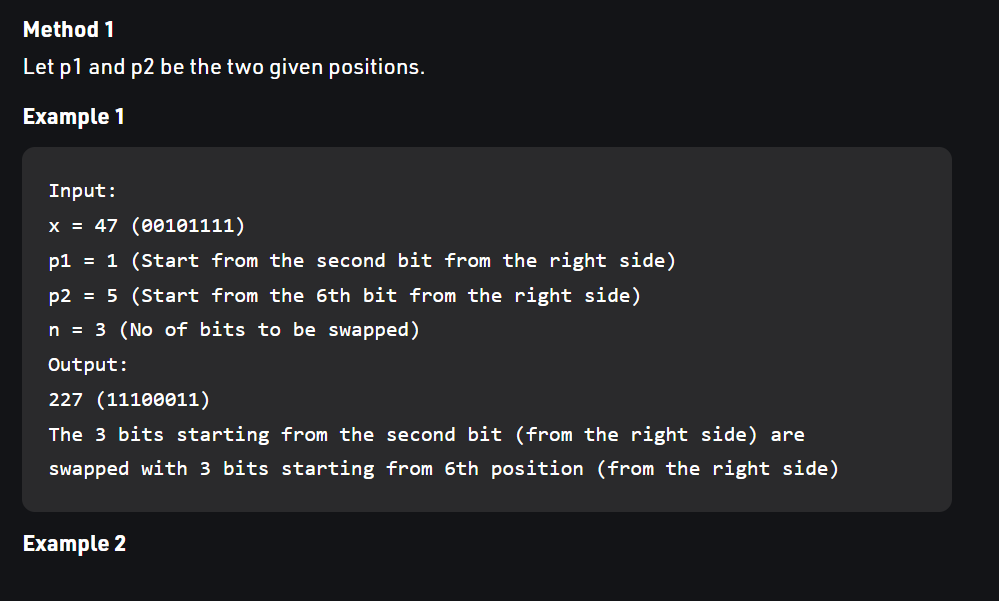 Method 1
Let p1 and p2 be the two given positions.
Example 1
Input:
x = 47 (00101111)
p1 = 1 (Start from the second bit from the right side)
p2 = 5 (Start from the 6th bit from the right side)
n = 3 (No of bits to be swapped)
Output:
227 (11100011)
The 3 bits starting from the second bit (from the right side) are
swapped with 3 bits starting from 6th position (from the right side)
Example 2